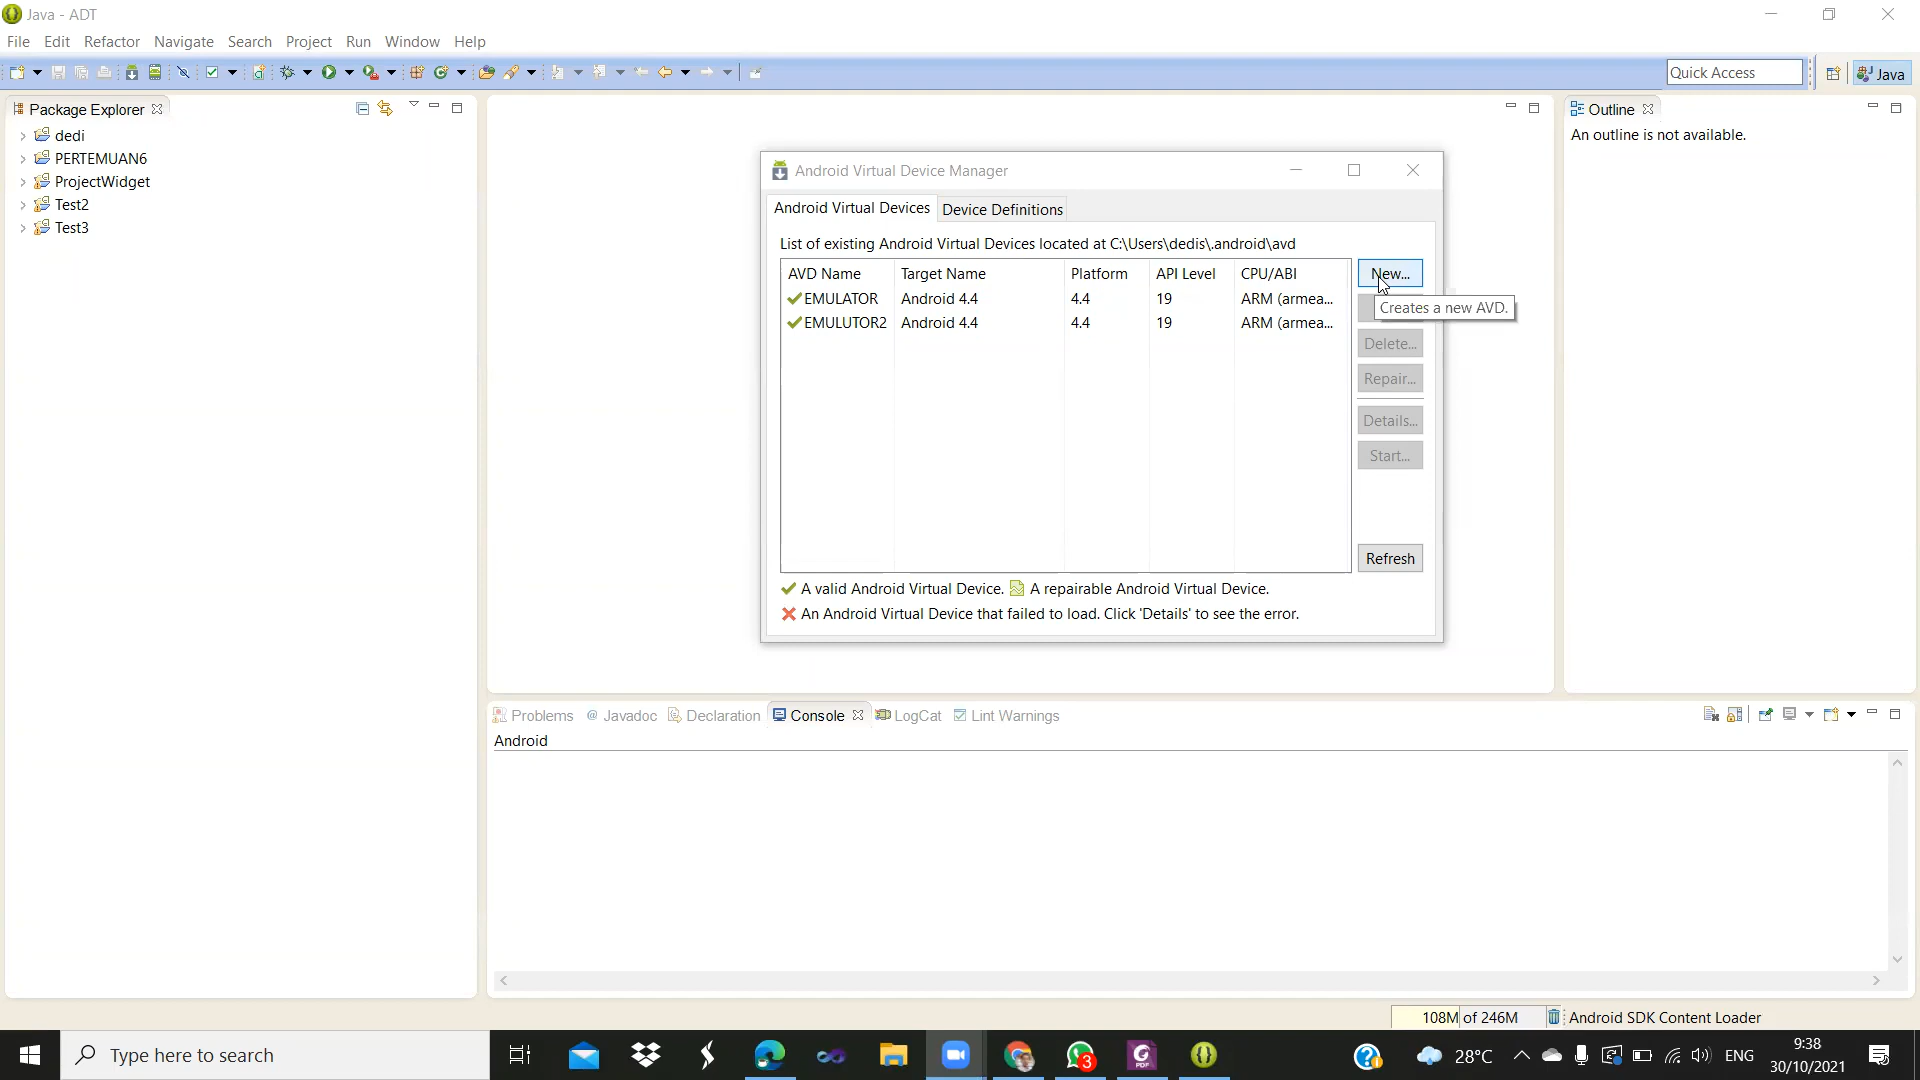 Java - ADT
File Edit Refactor Navigate Search Project Run Window Help
Quick Access
Java
Package Explorer
dedi
PERTEMUAN6
ProjectWidget
Test2
Test3
Outline
An outline is not available.
Android Virtual Device Manager
Android Virtual Devices Device Definitions
List of existing Android Virtual Devices located at C:\Users\dedis\.android\avd
AVD Name Target Name Platform API Level CPU/ABI
EMULATOR Android 4.4 4.4 19 ARM (armea...
EMULUTOR2 Android 4.4 4.4 19 ARM (armea...
New...
Creates a new AVD.
Delete...
Repair...
Details...
Start...
Refresh
A valid Android Virtual Device. A repairable Android Virtual Device.
An Android Virtual Device that failed to load. Click 'Details' to see the error.
Problems @ Javadoc Declaration Console LogCat Lint Warnings
Android
108M of 246M Android SDK Content Loader
Type here to search
3
PDF
28°C
ENG
9:38
30/10/2021